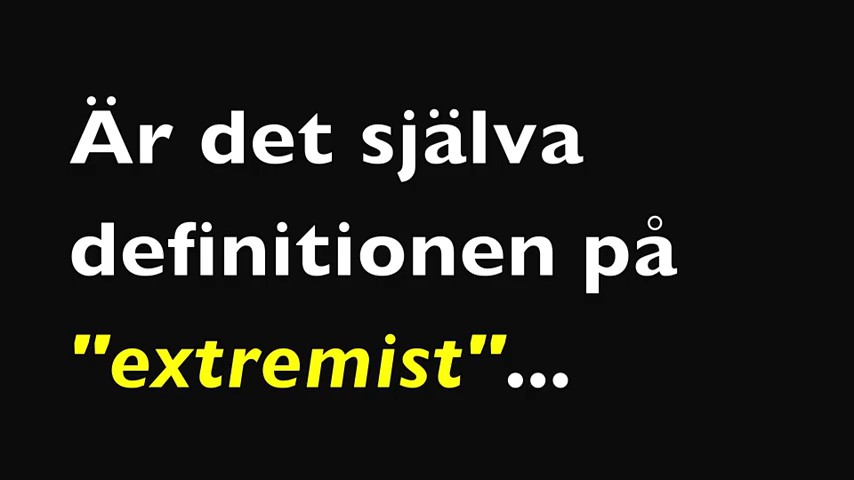 Är det själva
definitionen på
"extremist"...